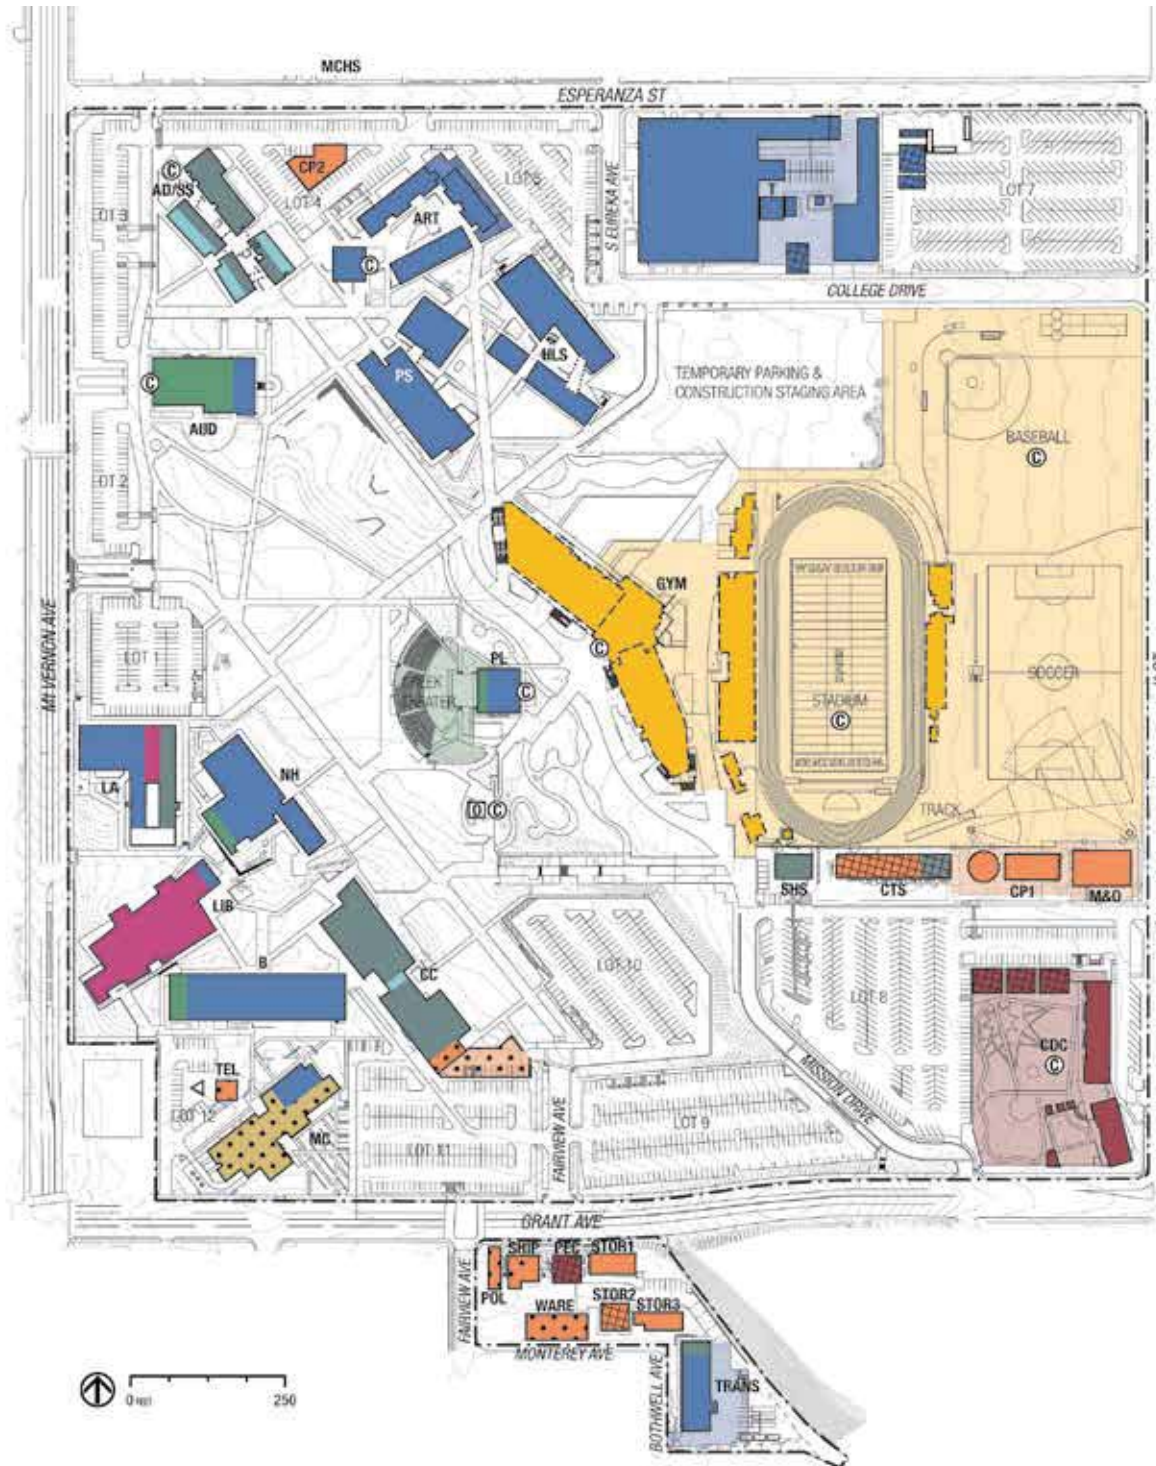 MCHS
ESPERANZA ST
CP2
LOT 5
LOT 4
C
AD/SS
LOT 3
ART
C
S EUREKA AVE
T
LOT 7
COLLEGE DRIVE
HLS
PS
TEMPORARY PARKING &
CONSTRUCTION STAGING AREA
C
AUD
BASEBALL
C
LOT 2
GYM
MT VERNON AVE
LOT 1
PL
C
C
SOCCER
STADIUM
C
LA
NH
C
TRACK
LIB
SHS
CTS
CP1
M&O
B
CC
LOT 10
LOT 8
CDC
C
TEL
LOT 12
MC
LOT 11
FAIRVIEW AVE
LOT 9
MISSION DRIVE
GRANT AVE
SHIP
PEC
STOR1
POL
FAIRVIEW AVE
WARE
STOR2
STOR3
MONTEREY AVE
BOTHWELL AVE
TRANS
0 FEET
250